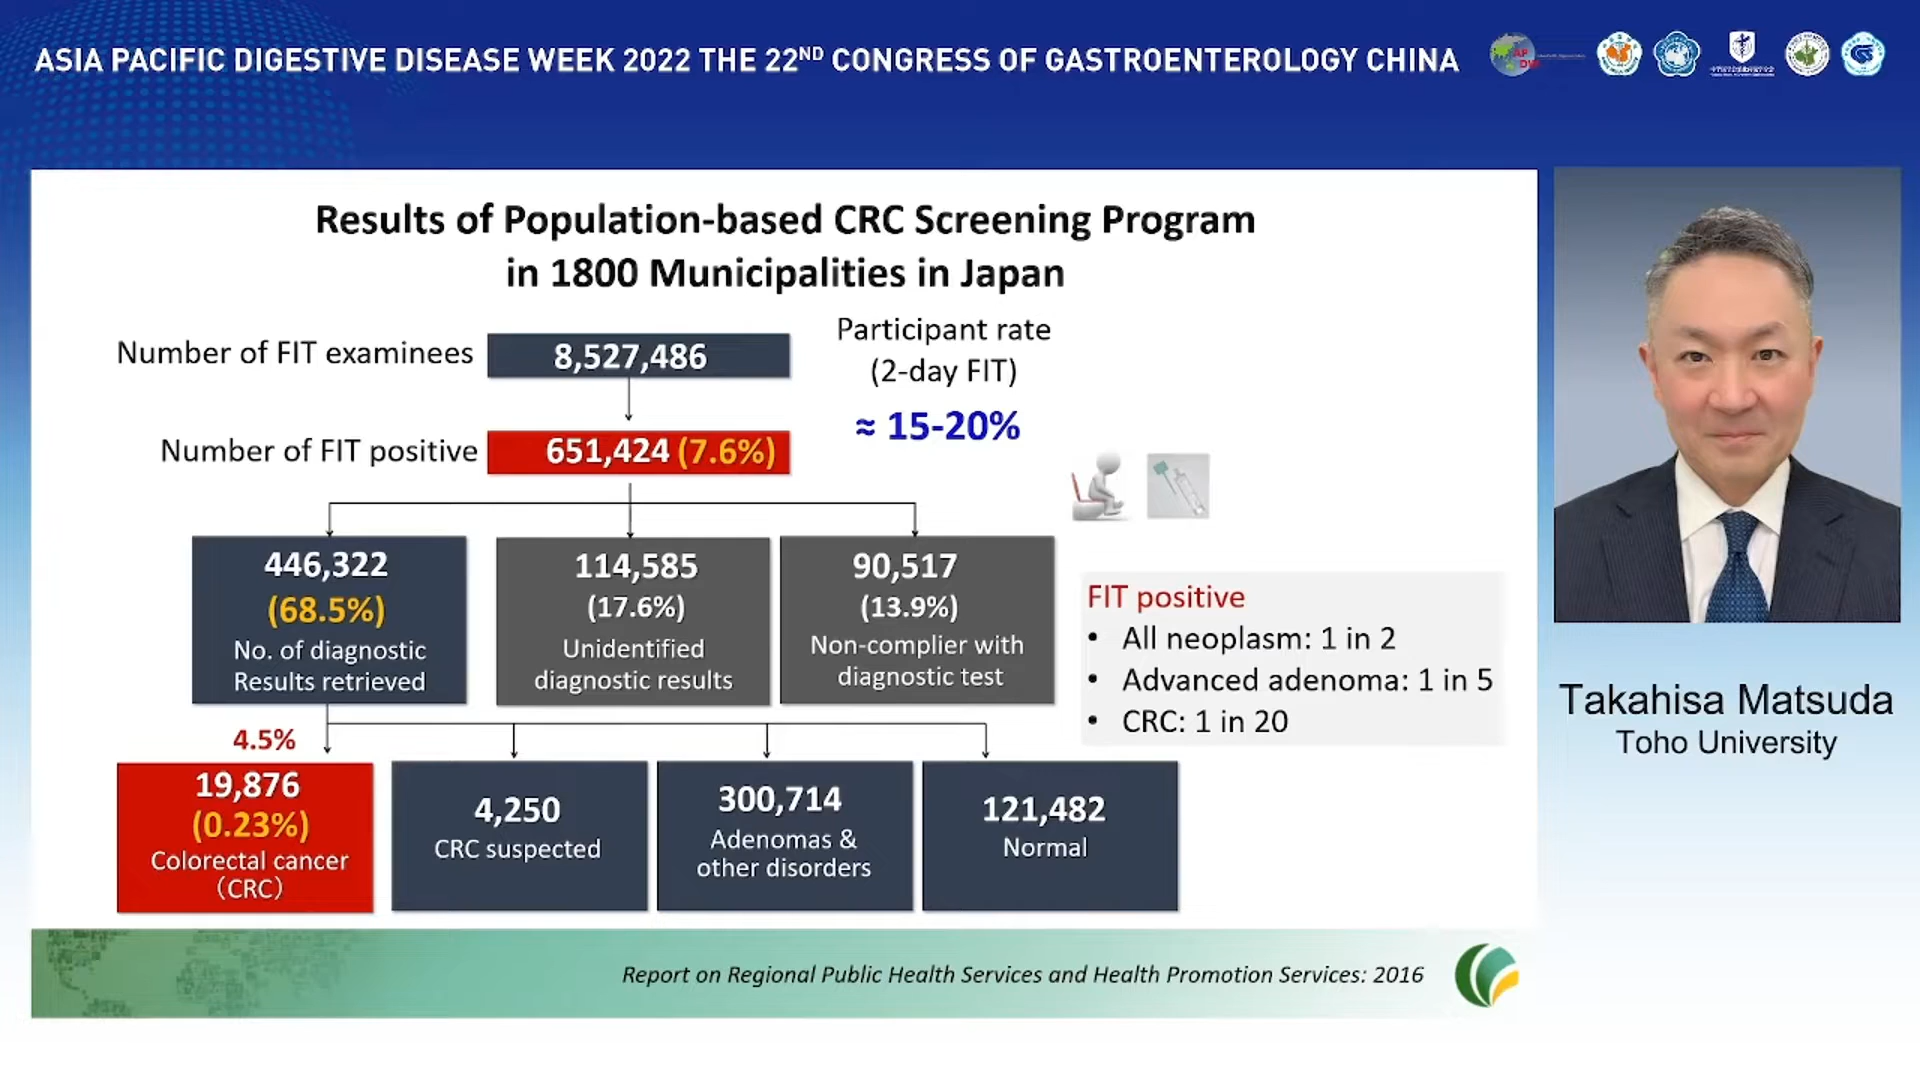 ASIA PACIFIC DIGESTIVE DISEASE WEEK 2022 THE 22ND CONGRESS OF GASTROENTEROLOGY CHINA
Results of Population-based CRC Screening Program
in 1800 Municipalities in Japan
Number of FIT examinees
8,527,486
Participant rate
(2-day FIT)
≈ 15-20%
Number of FIT positive
651,424 (7.6%)
446,322
(68.5%)
No. of diagnostic
Results retrieved
114,585
(17.6%)
Unidentified
diagnostic results
90,517
(13.9%)
Non-complier with
diagnostic test
FIT positive
• All neoplasm: 1 in 2
• Advanced adenoma: 1 in 5
• CRC: 1 in 20
4.5%
19,876
(0.23%)
Colorectal cancer
（CRC）
4,250
CRC suspected
300,714
Adenomas &
other disorders
121,482
Normal
Report on Regional Public Health Services and Health Promotion Services: 2016
Takahisa Matsuda
Toho University